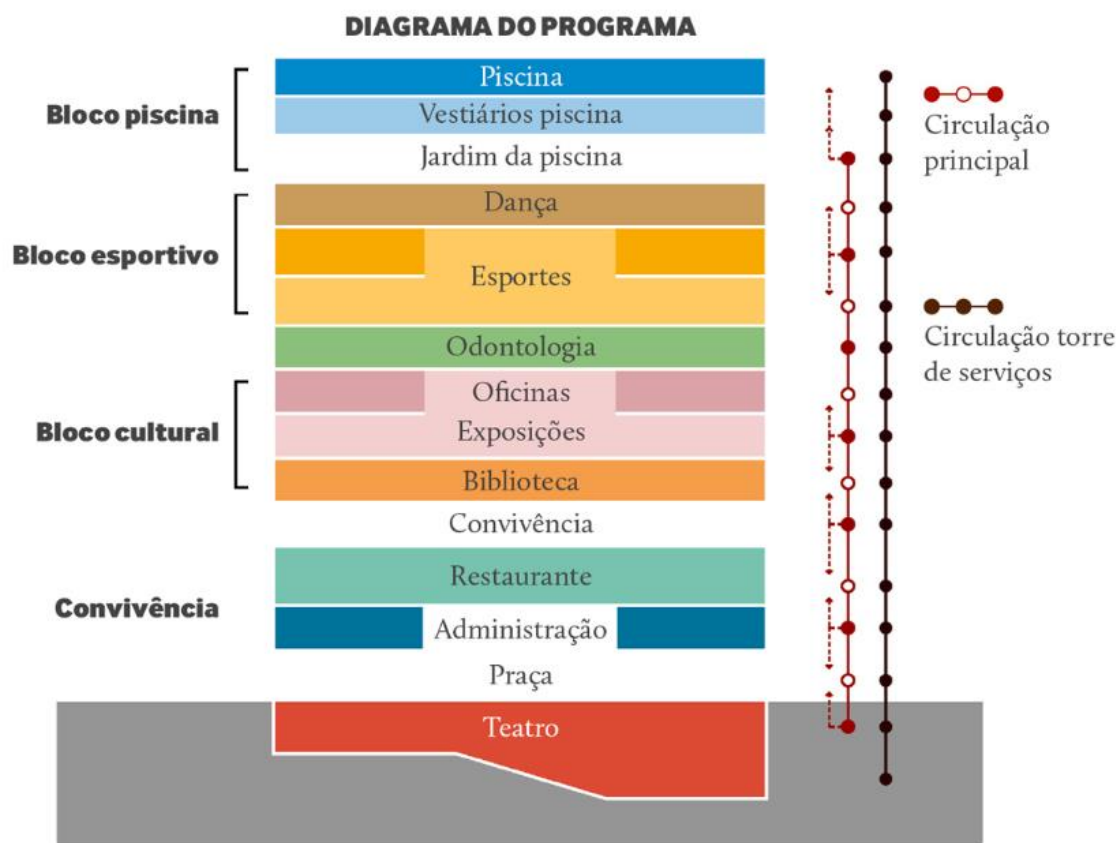 DIAGRAMA DO PROGRAMA
Bloco piscina
Piscina
Vestiários piscina
Jardim da piscina
Bloco esportivo
Dança
Esportes
Odontologia
Bloco cultural
Oficinas
Exposições
Biblioteca
Convivência
Convivência
Restaurante
Administração
Praça
Teatro
Circulação
principal
Circulação torre
de serviços